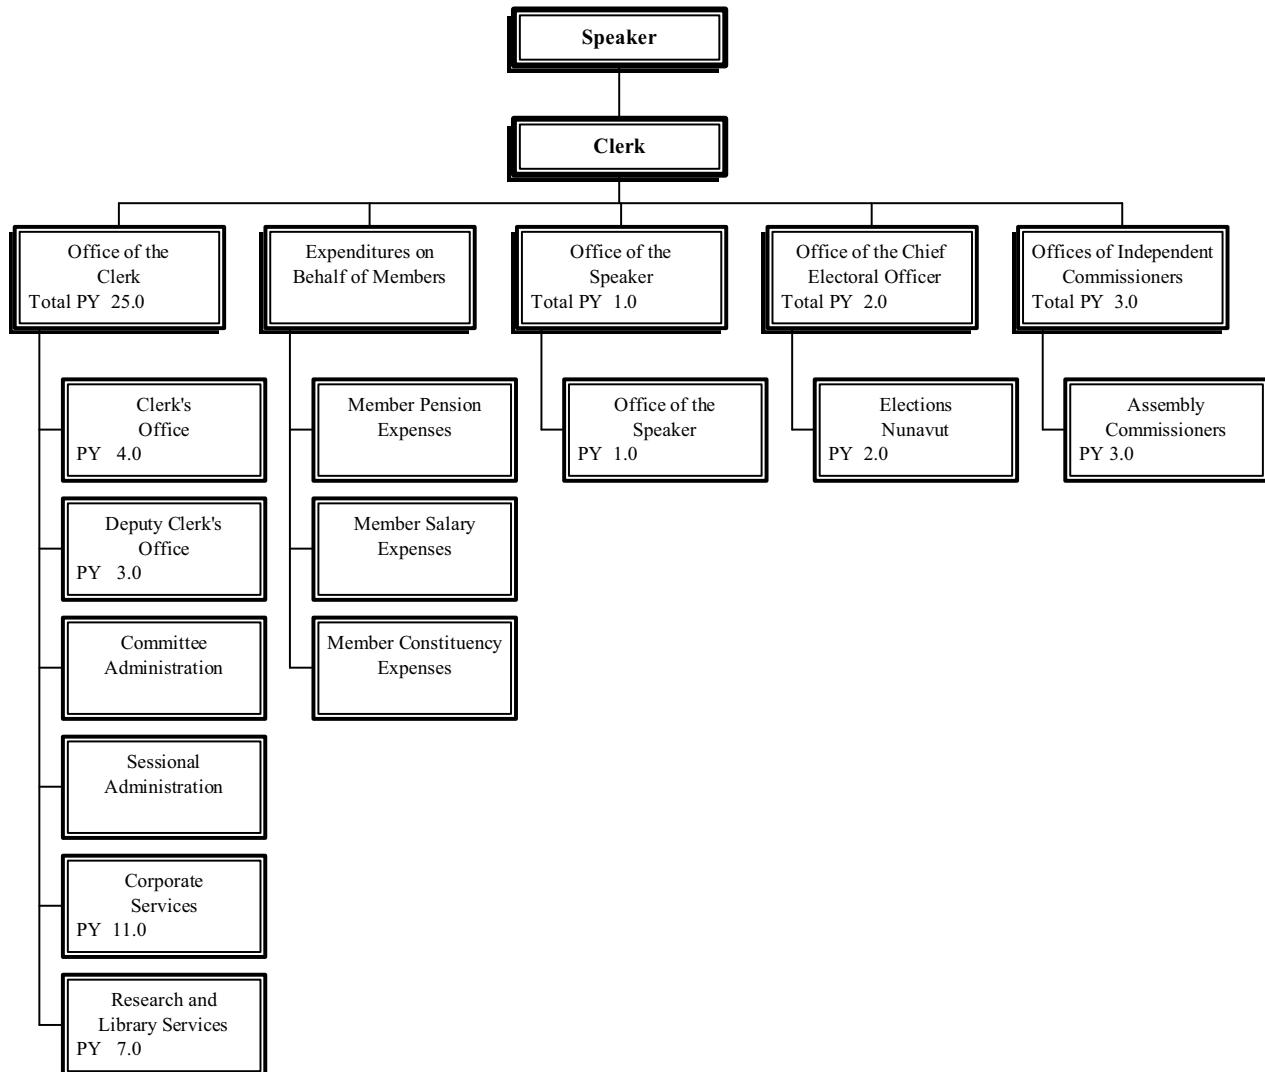 Speaker
Clerk
Office of the
Clerk
Total PY 25.0
Expenditures on
Behalf of Members
Office of the
Speaker
Total PY 1.0
Office of the Chief
Electoral Officer
Total PY 2.0
Offices of Independent
Commissioners
Total PY 3.0
Clerk's
Office
PY 4.0
Deputy Clerk's
Office
PY 3.0
Committee
Administration
Sessional
Administration
Corporate
Services
PY 11.0
Research and
Library Services
PY 7.0
Member Pension
Expenses
Member Salary
Expenses
Member Constituency
Expenses
Office of the
Speaker
PY 1.0
Elections
Nunavut
PY 2.0
Assembly
Commissioners
PY 3.0